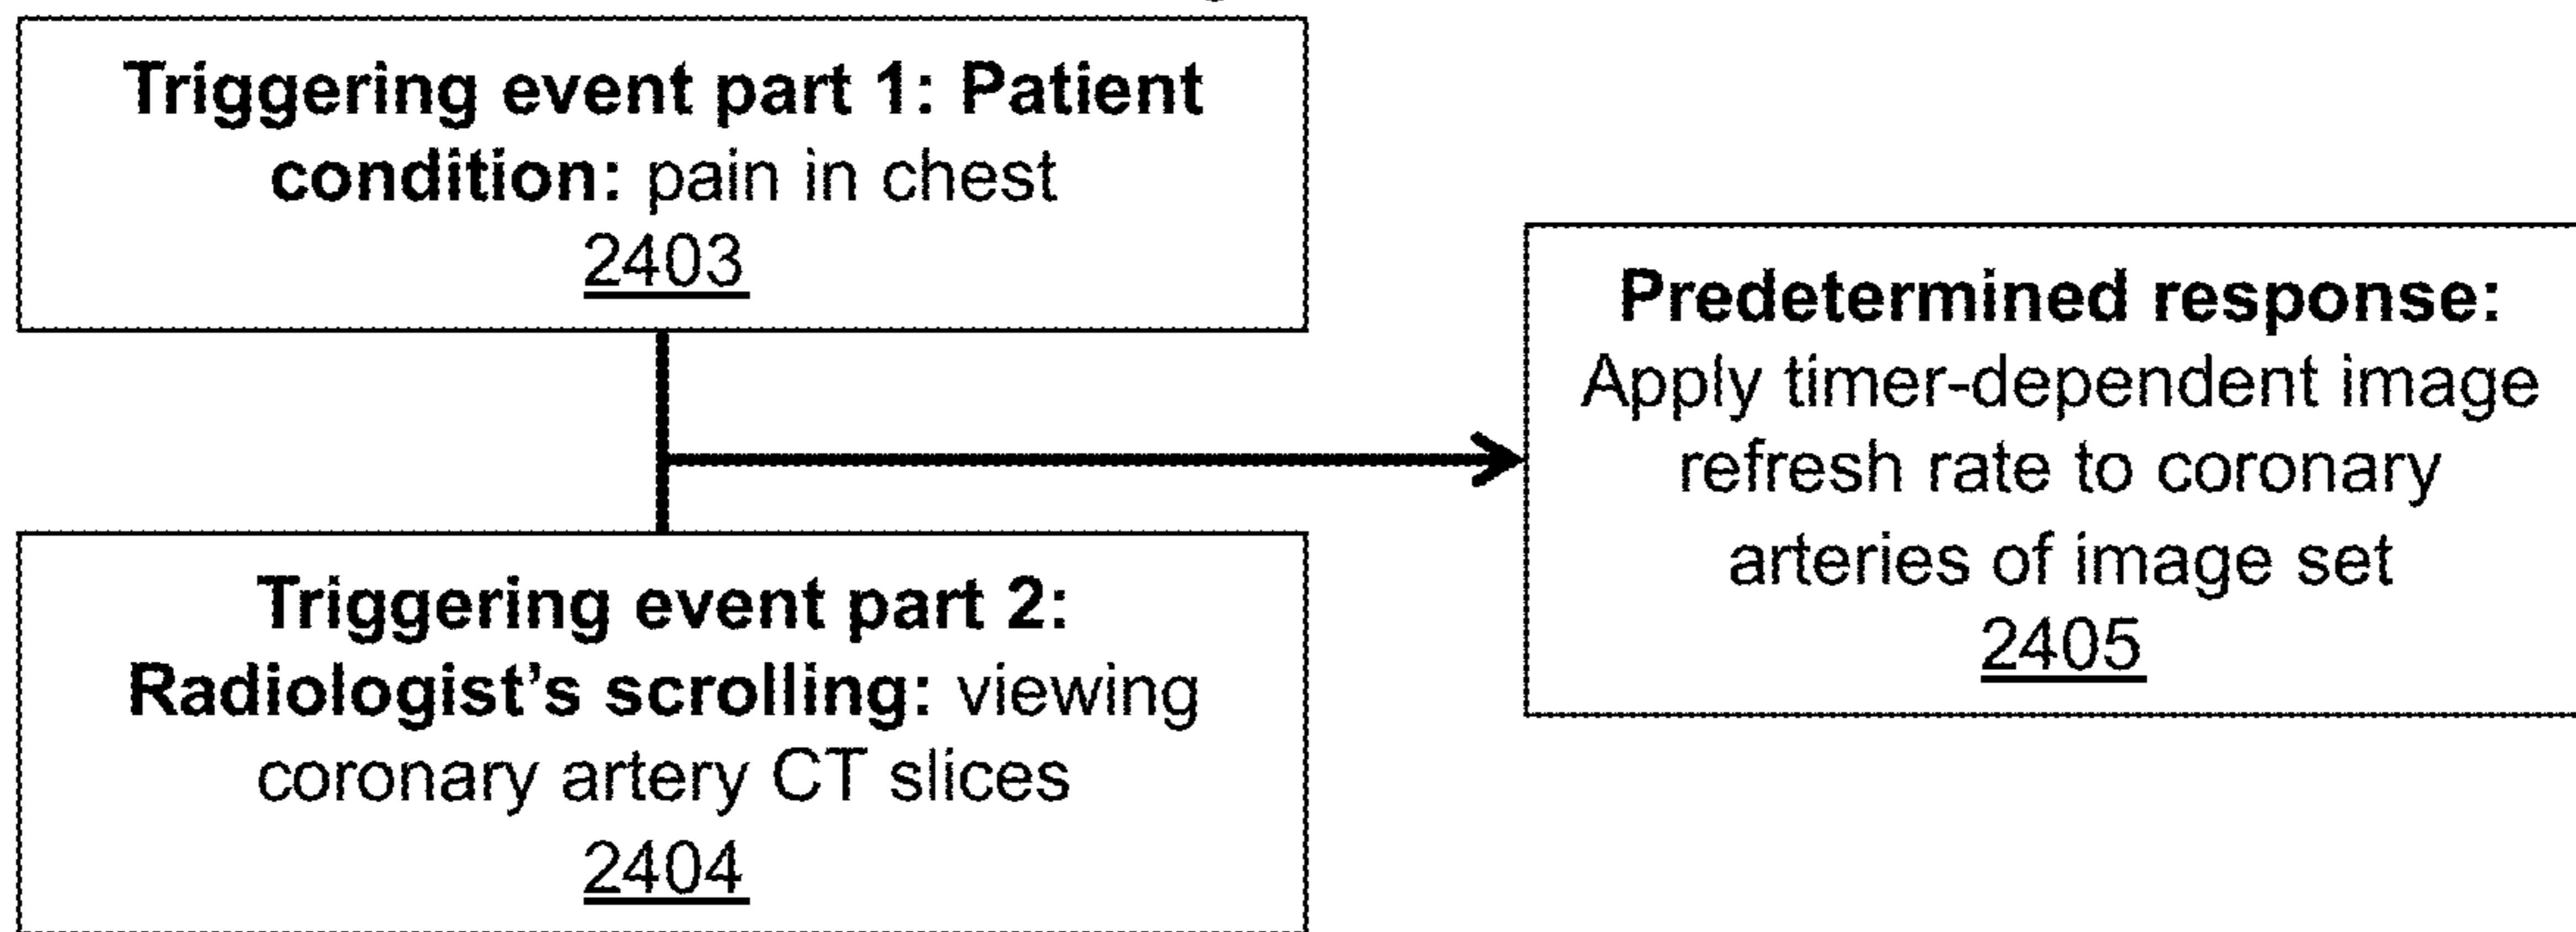 Triggering event part 1: Patient
condition: pain in chest
2403
Triggering event part 2:
Radiologist's scrolling: viewing
coronary artery CT slices
2404
Predetermined response:
Apply timer-dependent image
refresh rate to coronary
arteries of image set
2405